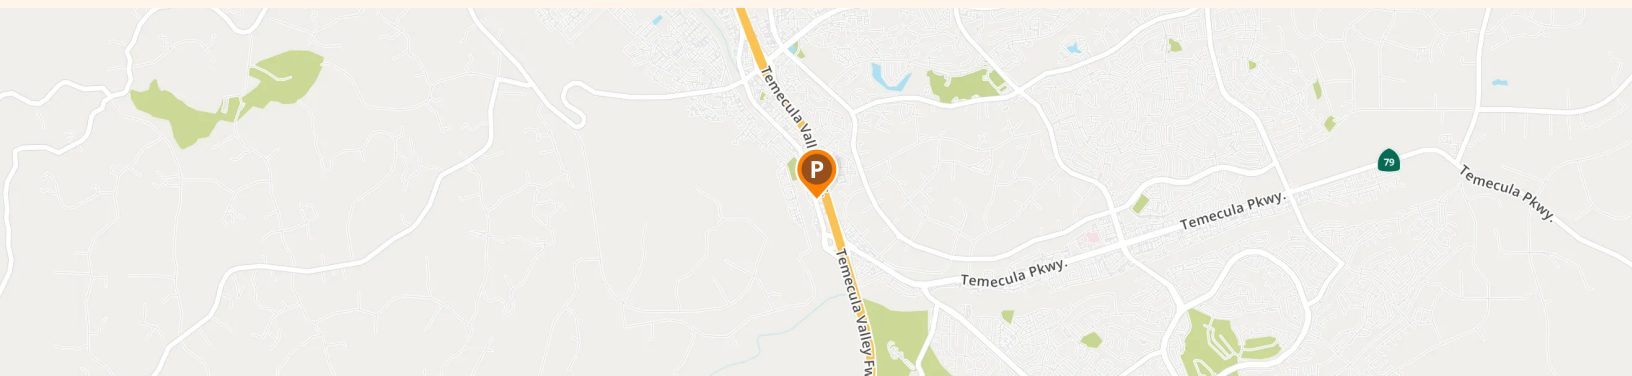 Temecula Vall
P
79
Temecula Pkwy.
Temecula Pkwy.
Temecula Pkwy.
Temecula Valley Fw